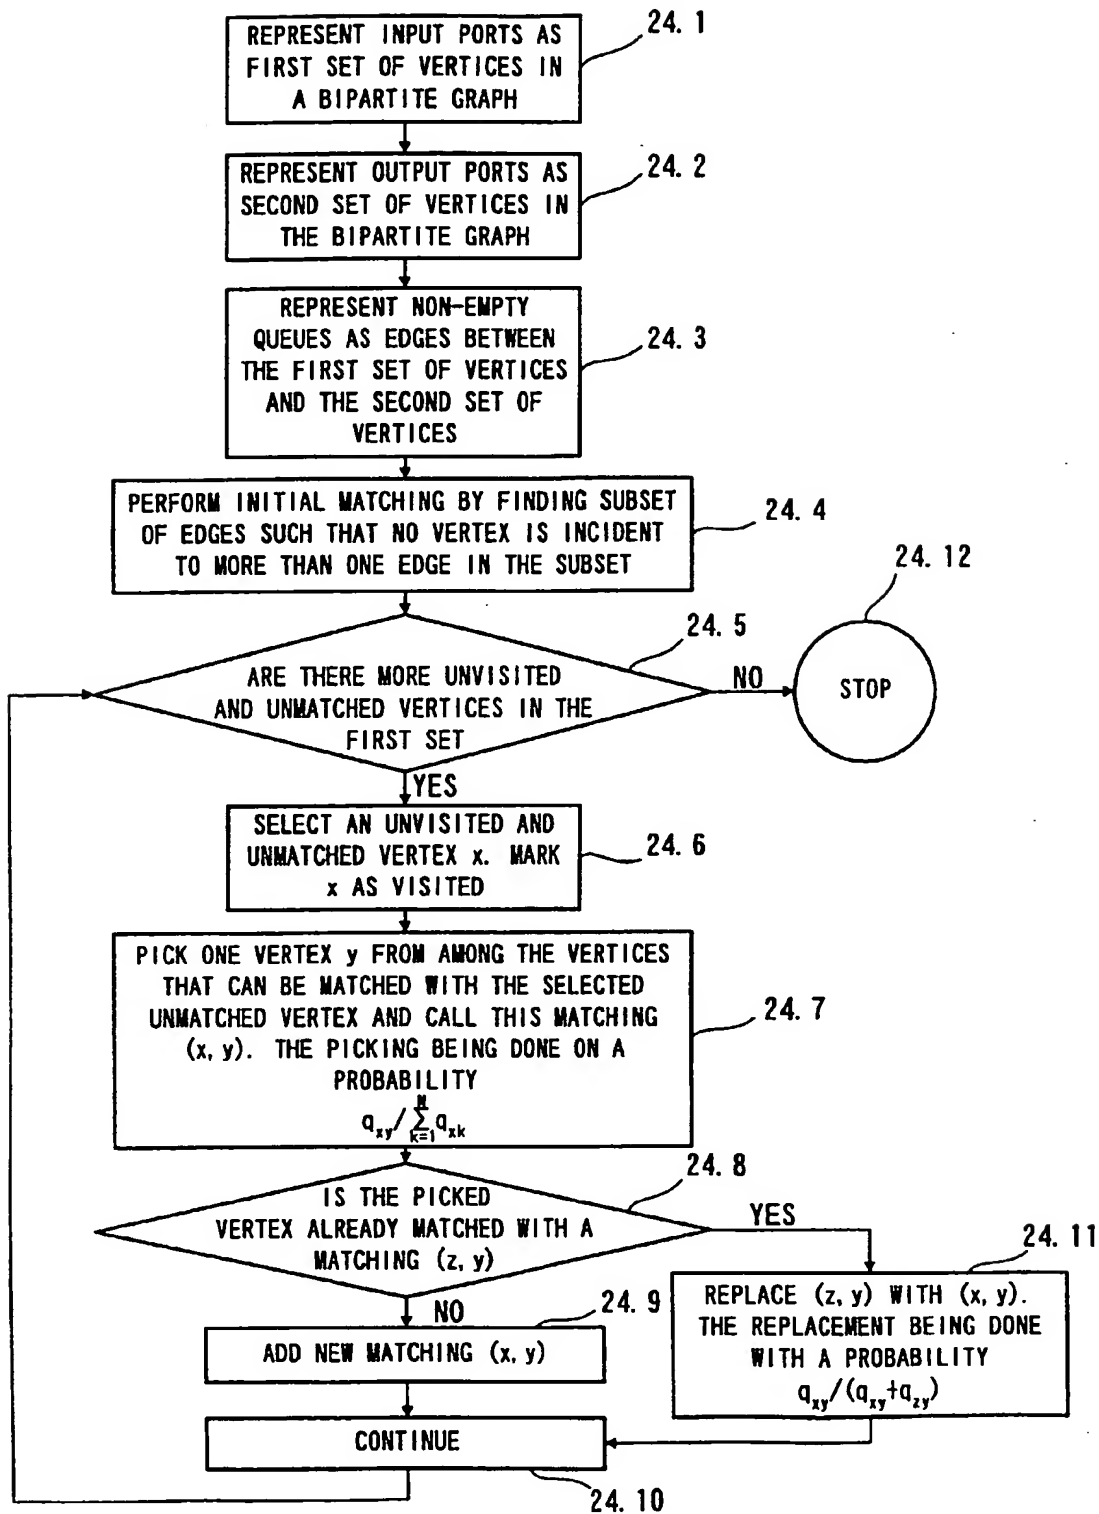 24. 1
REPRESENT INPUT PORTS AS
FIRST SET OF VERTICES IN
A BIPARTITE GRAPH
24. 2
REPRESENT OUTPUT PORTS AS
SECOND SET OF VERTICES IN
THE BIPARTITE GRAPH
24. 3
REPRESENT NON-EMPTY
QUEUES AS EDGES BETWEEN
THE FIRST SET OF VERTICES
AND THE SECOND SET OF
VERTICES
24. 4
PERFORM INITIAL MATCHING BY FINDING SUBSET
OF EDGES SUCH THAT NO VERTEX IS INCIDENT
TO MORE THAN ONE EDGE IN THE SUBSET
24. 5
ARE THERE MORE UNVISITED
AND UNMATCHED VERTICES IN THE
FIRST SET
NO
24. 12
STOP
YES
24. 6
SELECT AN UNVISITED AND
UNMATCHED VERTEX x. MARK
x AS VISITED
24. 7
PICK ONE VERTEX y FROM AMONG THE VERTICES
THAT CAN BE MATCHED WITH THE SELECTED
UNMATCHED VERTEX AND CALL THIS MATCHING
(x, y). THE PICKING BEING DONE ON A
PROBABILITY
q_xy / Σ_{k=1}^{N} q_xk
24. 8
IS THE PICKED
VERTEX ALREADY MATCHED WITH A
MATCHING (z, y)
YES
24. 11
REPLACE (z, y) WITH (x, y).
THE REPLACEMENT BEING DONE
WITH A PROBABILITY
q_xy/(q_xy+q_zy)
NO
24. 9
ADD NEW MATCHING (x, y)
CONTINUE
24. 10